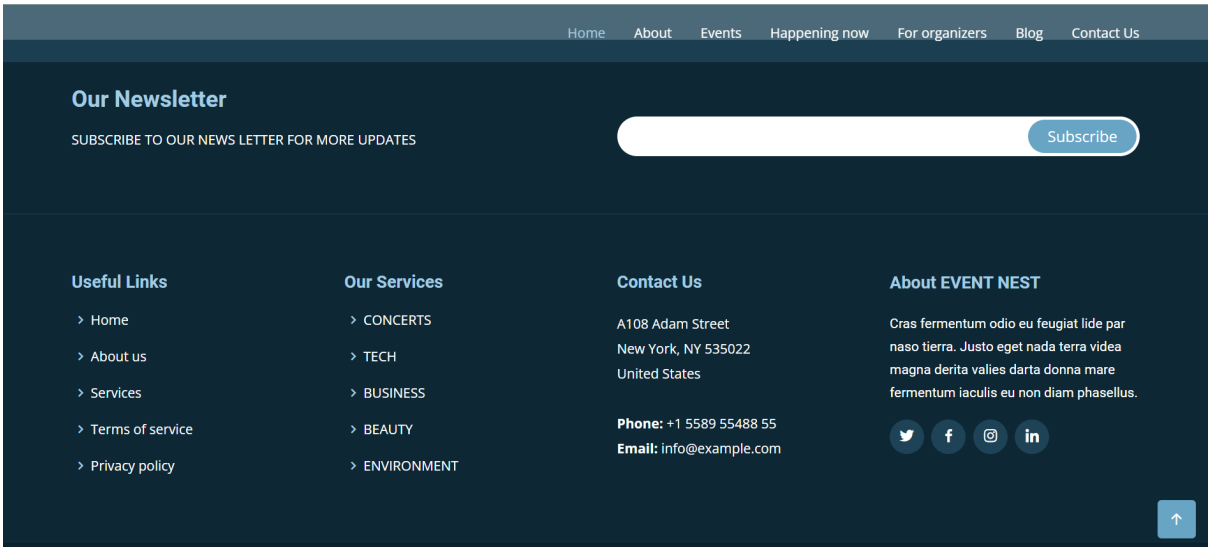 Home About Events Happening now For organizers Blog Contact Us
Our Newsletter
SUBSCRIBE TO OUR NEWS LETTER FOR MORE UPDATES
Subscribe
Useful Links
Home
About us
Services
Terms of service
Privacy policy
Our Services
CONCERTS
TECH
BUSINESS
BEAUTY
ENVIRONMENT
Contact Us
A108 Adam Street
New York, NY 535022
United States
Phone: +1 5589 55488 55
Email: info@example.com
About EVENT NEST
Cras fermentum odio eu feugiat lide par
naso tierra. Justo eget nada terra videa
magna derita valies darta donna mare
fermentum iaculis eu non diam phasellus.